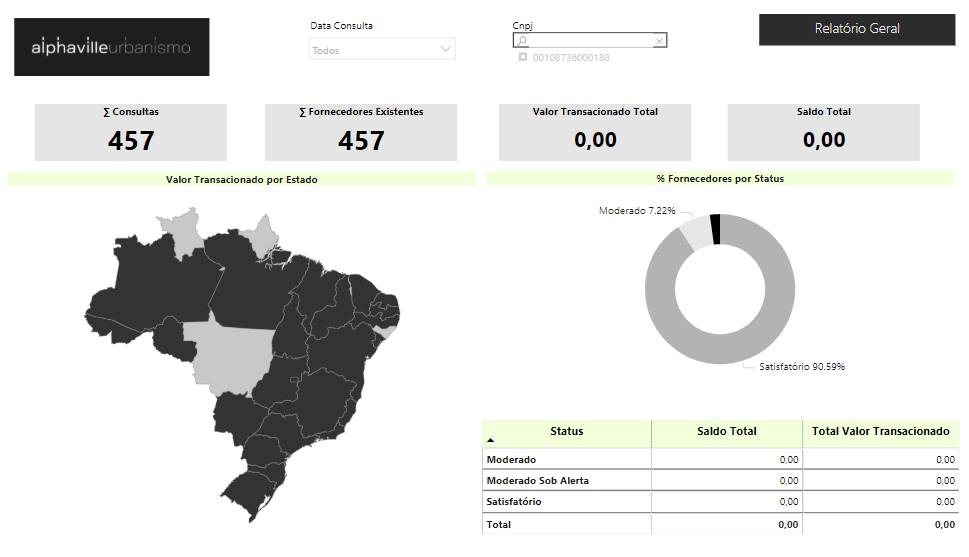 alphavilleurbanismo
Data Consulta
Todos
Cnpj
00108736000188
Relatório Geral
∑ Consultas
457
∑ Fornecedores Existentes
457
Valor Transacionado Total
0,00
Saldo Total
0,00
Valor Transacionado por Estado
% Fornecedores por Status
Moderado 7.22%
Satisfatório 90.59%
Status Saldo Total Total Valor Transacionado
Moderado 0,00 0,00
Moderado Sob Alerta 0,00 0,00
Satisfatório 0,00 0,00
Total 0,00 0,00